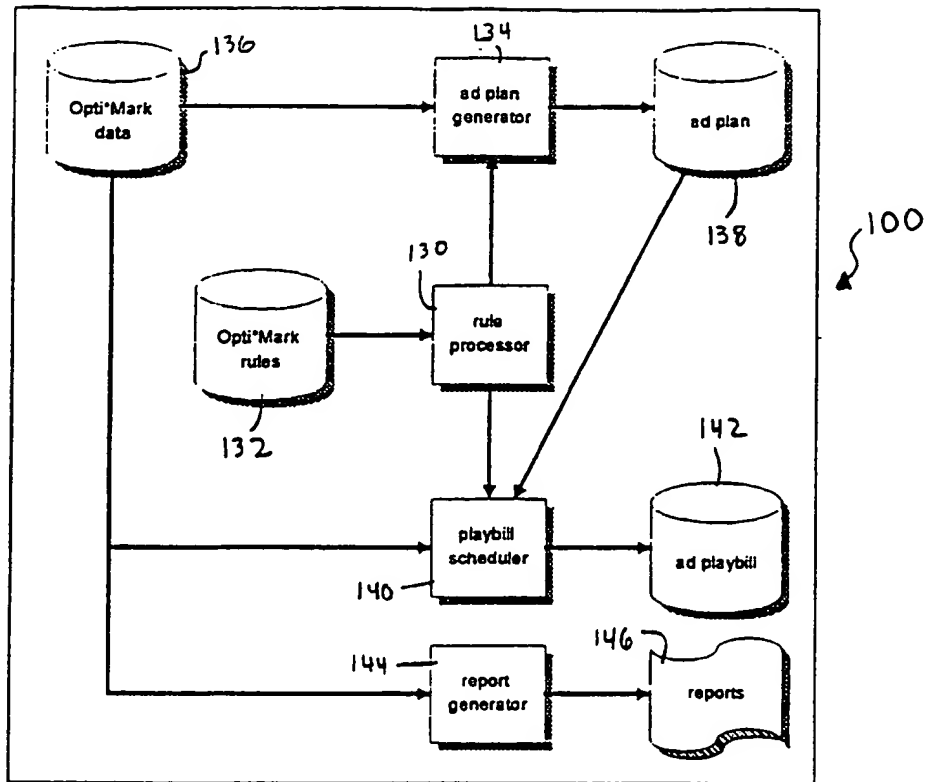 136
Opti*Mark
data
134
ad plan
generator
ad plan
138
100
130
Opti*Mark
rules
132
rule
processor
142
playbill
scheduler
140
ad playbill
144
report
generator
146
reports